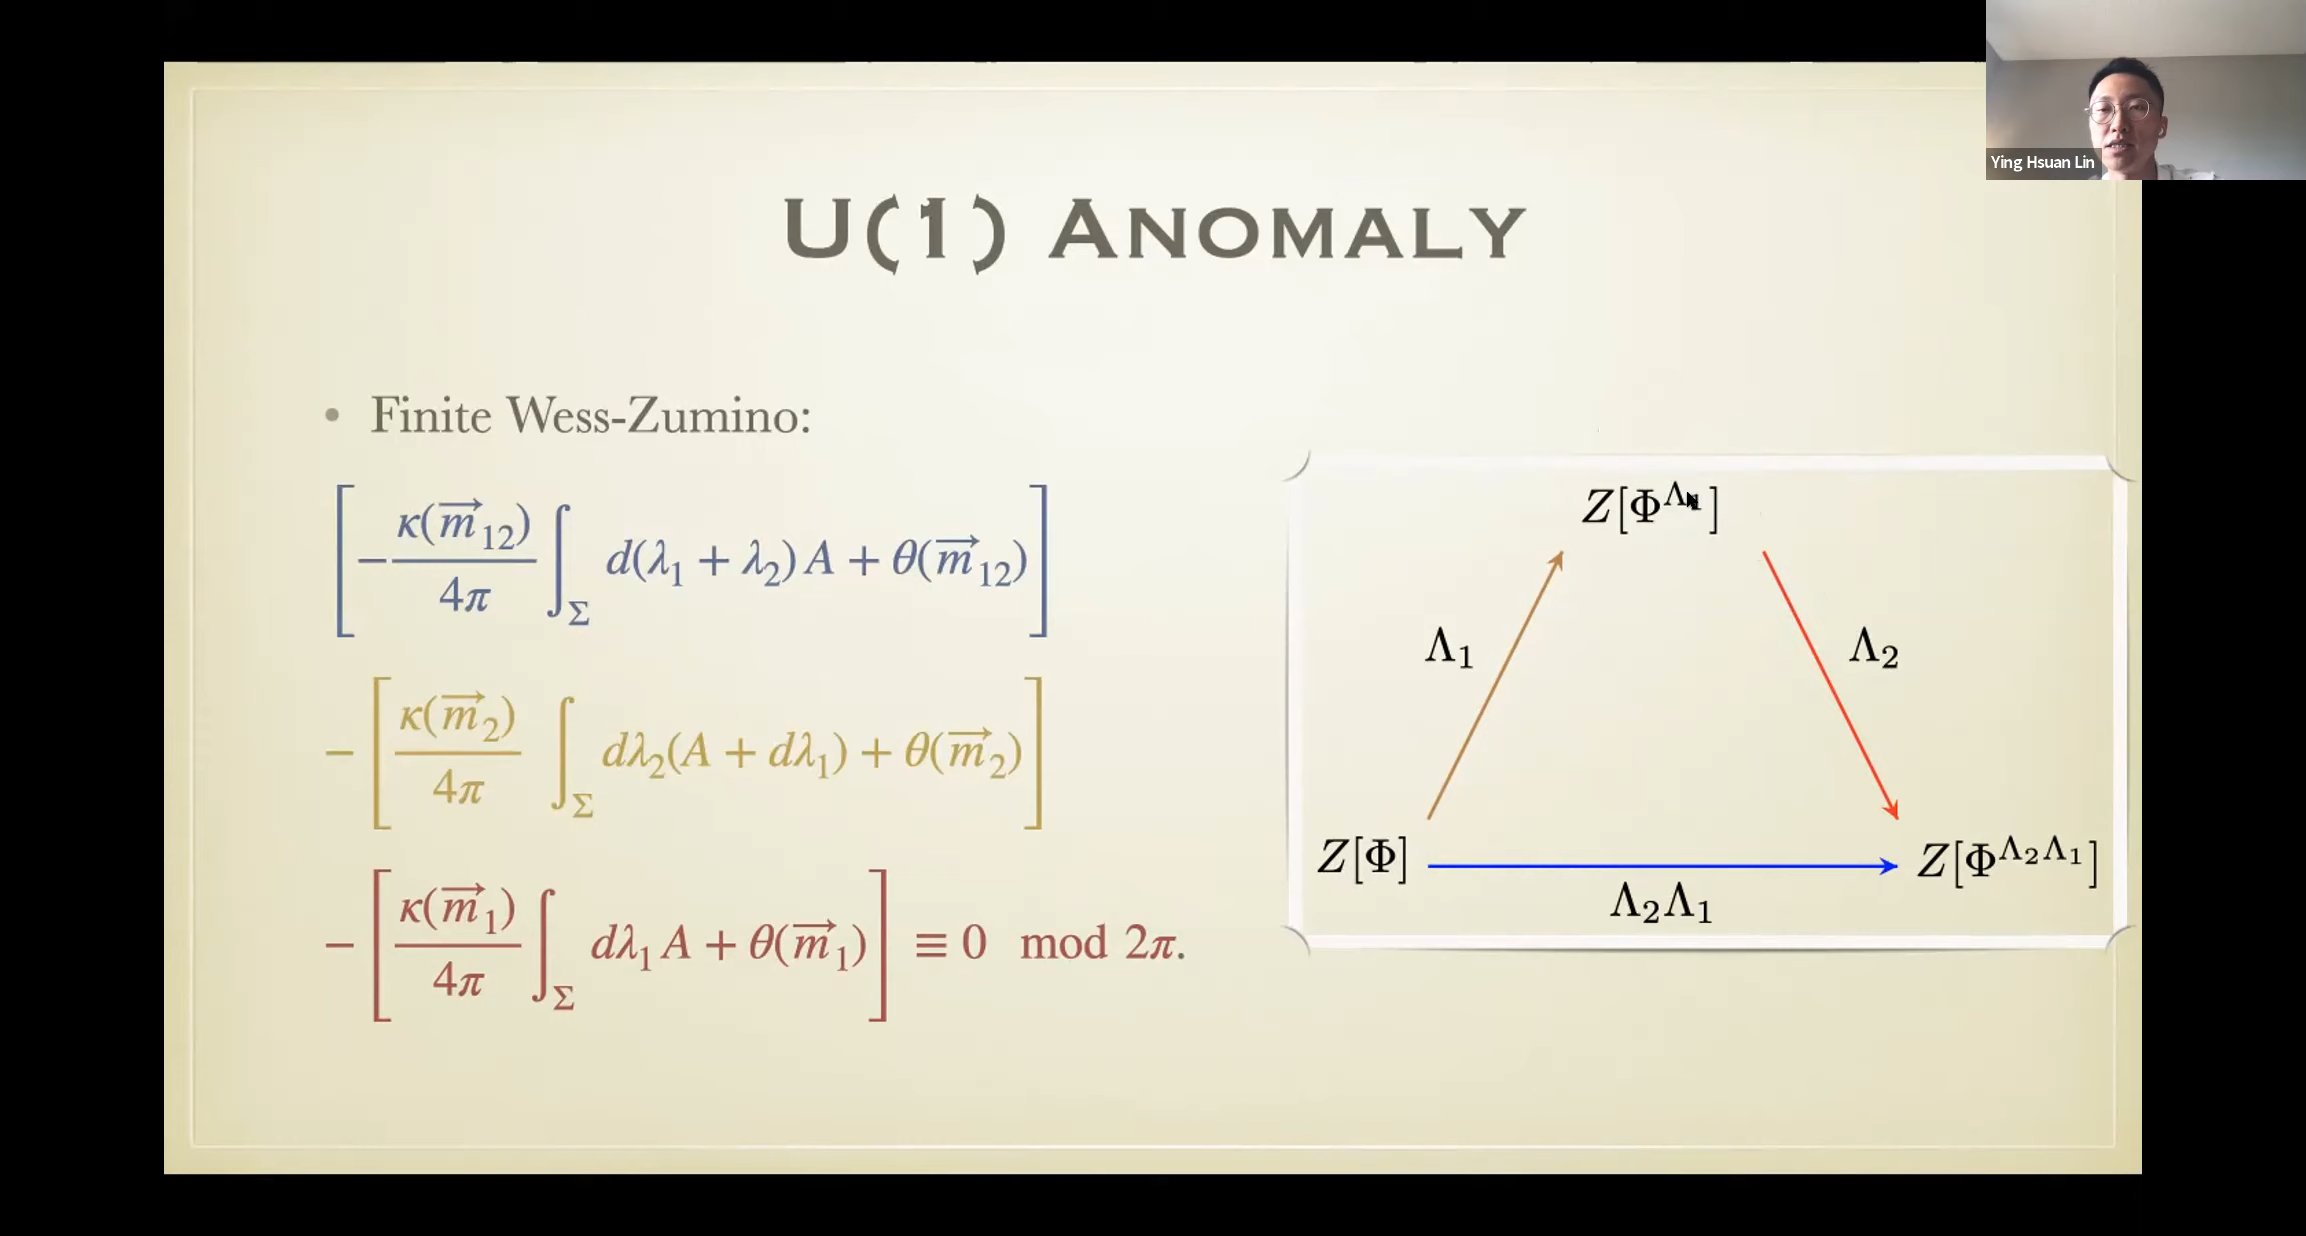 Ying Hsuan Lin
U(1) ANOMALY
• Finite Wess-Zumino:
[−κ(m⃗₁₂)/4π ∫_Σ d(λ₁ + λ₂) A + θ(m⃗₁₂)]
− [κ(m⃗₂)/4π ∫_Σ dλ₂(A + dλ₁) + θ(m⃗₂)]
− [κ(m⃗₁)/4π ∫_Σ dλ₁ A + θ(m⃗₁)] ≡ 0 mod 2π.
Z[Φ^Λ₁]
Λ₁
Λ₂
Z[Φ]
Z[Φ^Λ₂Λ₁]
Λ₂Λ₁